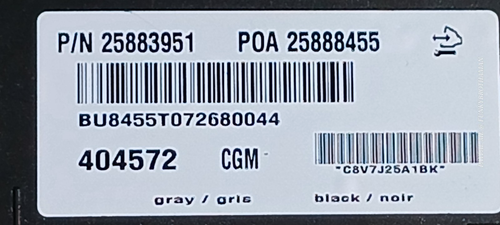 P/N 25883951 POA 25888455
BU8455T072680044
404572 CGM
"C8V7J25A1BK"
gray / gris black / noir